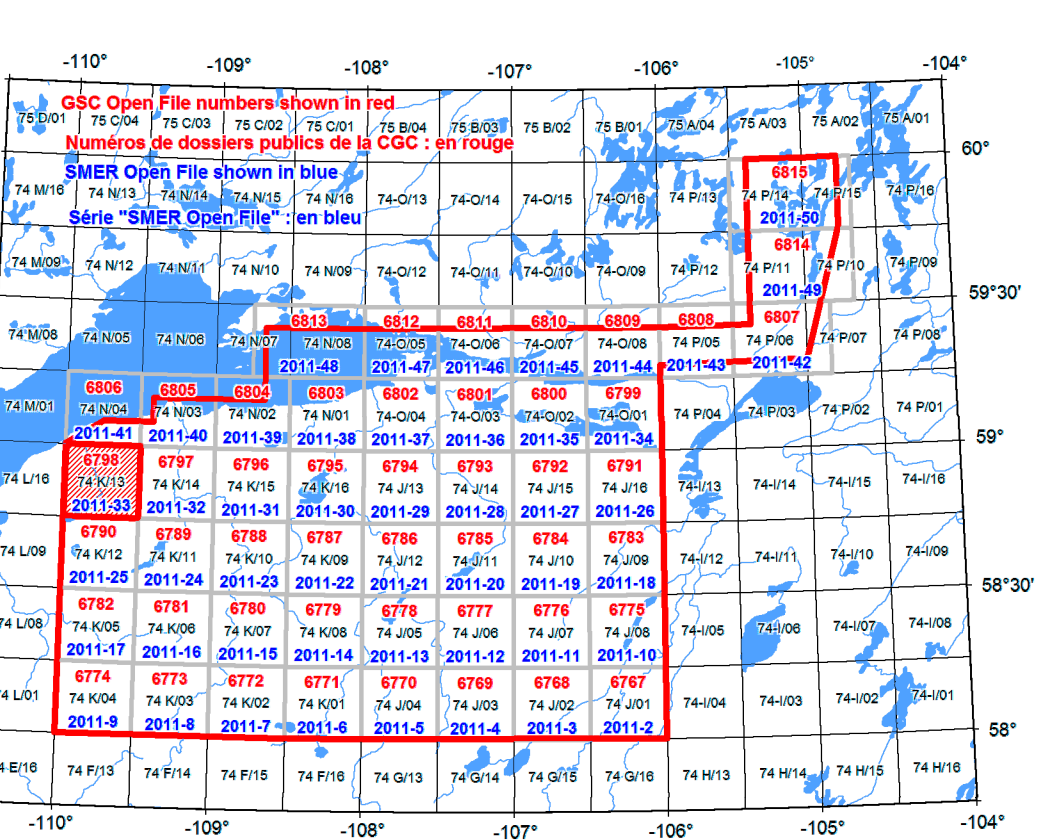 -110° -109° -108° -107° -106° -105° -104°
GSC Open File numbers shown in red
75 D/01 75 C/04 75 C/03 75 C/02 75 C/01 75 B/04 75 B/03 75 B/02 75 B/01 75 A/04 75 A/03 75 A/02 75 A/01
Numéros de dossiers publics de la CGC : en rouge
60°
SMER Open File shown in blue
6815
74 M/16 74 N/13 74 N/14 74 N/15 74 N/16 74-O/13 74-O/14 74-O/15 74-O/16 74 P/13 74 P/14 74 P/15 74 P/16
Série "SMER Open File" : en bleu
2011-50
6814
74 M/09 74 N/12 74 N/11 74 N/10 74 N/09 74-O/12 74-O/11 74-O/10 74-O/09 74 P/12 74 P/11 74 P/10 74 P/09
2011-49
59°30'
6813 6812 6811 6810 6809 6808 6807
74 M/08 74 N/05 74 N/06 74 N/07 74 N/08 74-O/05 74-O/06 74-O/07 74-O/08 74 P/05 74 P/06 74 P/07 74 P/08
2011-48 2011-47 2011-46 2011-45 2011-44 2011-43 2011-42
6806 6805 6804 6803 6802 6801 6800 6799
74 M/01 74 N/04 74 N/03 74 N/02 74 N/01 74-O/04 74-O/03 74-O/02 74-O/01 74 P/04 74 P/03 74 P/02 74 P/01
2011-41 2011-40 2011-39 2011-38 2011-37 2011-36 2011-35 2011-34
59°
6798 6797 6796 6795 6794 6793 6792 6791
74 L/16 74 K/13 74 K/14 74 K/15 74 K/16 74 J/13 74 J/14 74 J/15 74 J/16 74-I/13 74-I/14 74-I/15 74-I/16
2011-33 2011-32 2011-31 2011-30 2011-29 2011-28 2011-27 2011-26
6790 6789 6788 6787 6786 6785 6784 6783
74 L/09 74 K/12 74 K/11 74 K/10 74 K/09 74 J/12 74 J/11 74 J/10 74 J/09 74-I/12 74-I/11 74-I/10 74-I/09
2011-25 2011-24 2011-23 2011-22 2011-21 2011-20 2011-19 2011-18
58°30'
6782 6781 6780 6779 6778 6777 6776 6775
74 L/08 74 K/05 74 K/06 74 K/07 74 K/08 74 J/05 74 J/06 74 J/07 74 J/08 74-I/05 74-I/06 74-I/07 74-I/08
2011-17 2011-16 2011-15 2011-14 2011-13 2011-12 2011-11 2011-10
6774 6773 6772 6771 6770 6769 6768 6767
74 L/01 74 K/04 74 K/03 74 K/02 74 K/01 74 J/04 74 J/03 74 J/02 74 J/01 74-I/04 74-I/03 74-I/02 74-I/01
2011-9 2011-8 2011-7 2011-6 2011-5 2011-4 2011-3 2011-2
58°
4 E/16 74 F/13 74 F/14 74 F/15 74 F/16 74 G/13 74 G/14 74 G/15 74 G/16 74 H/13 74 H/14 74 H/15 74 H/16
-110° -109° -108° -107° -106° -105° -104°